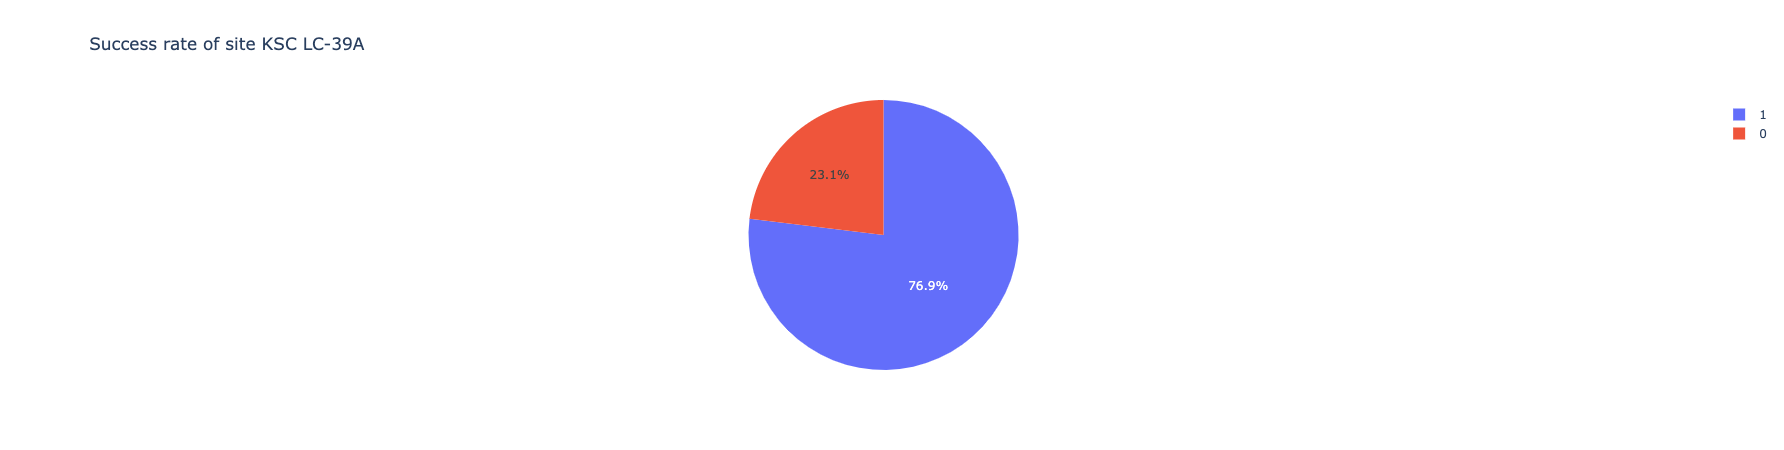 Success rate of site KSC LC-39A
1
0
23.1%
76.9%